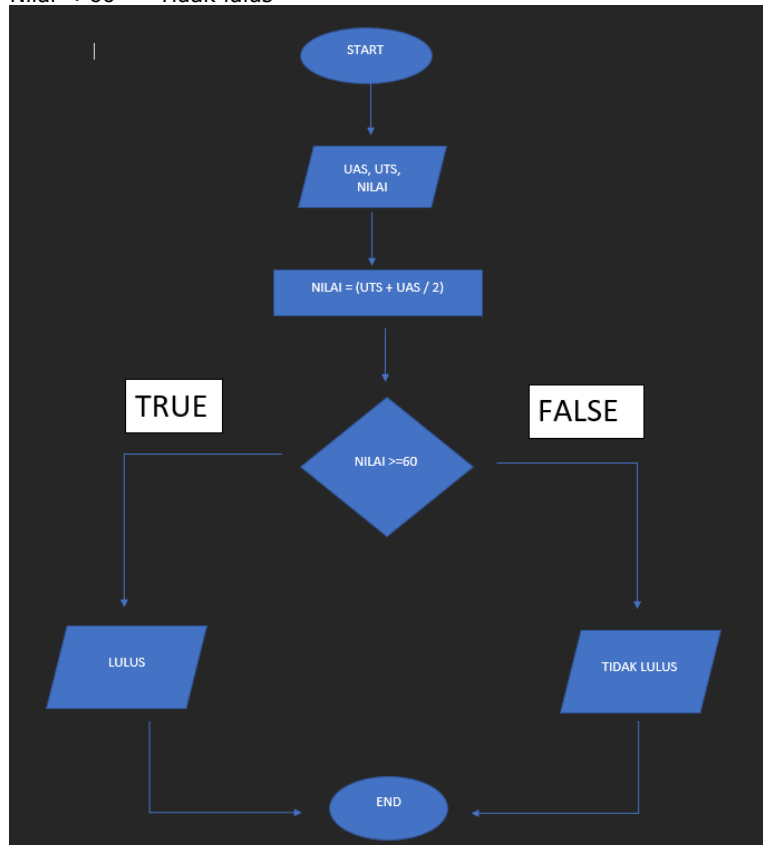 START
UAS, UTS,
NILAI
NILAI = (UTS + UAS / 2)
TRUE
FALSE
NILAI >=60
LULUS
TIDAK LULUS
END